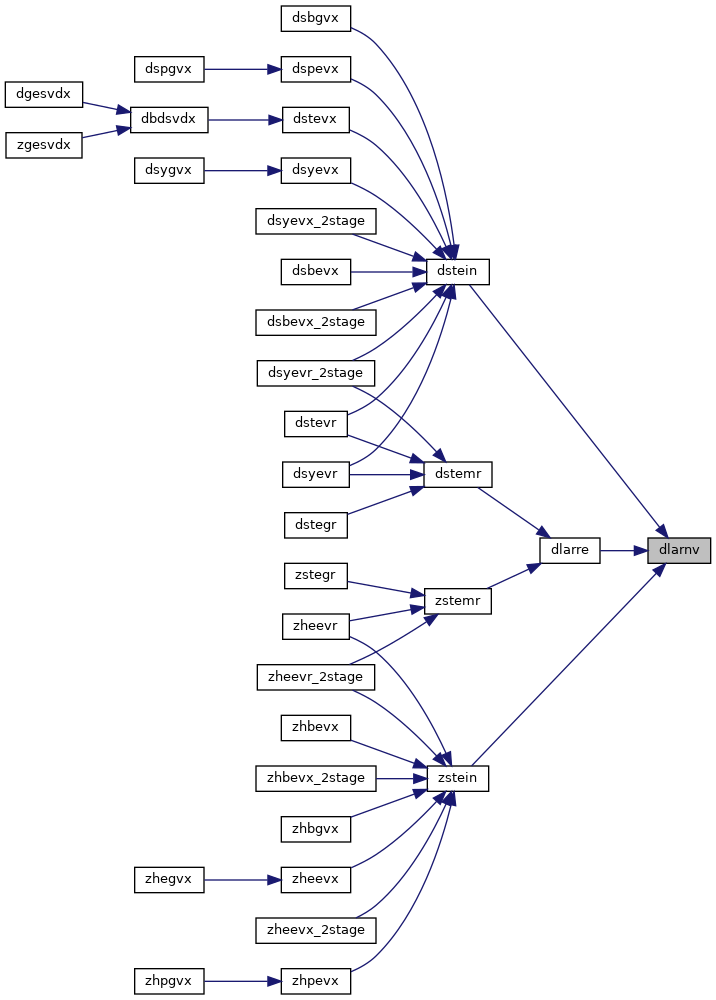 dsbgvx
dspgvx
dspevx
dgesvdx
dbdsvdx
dstevx
zgesvdx
dsygvx
dsyevx
dsyevx_2stage
dsbevx
dstein
dsbevx_2stage
dsyevr_2stage
dstevr
dsyevr
dstemr
dstegr
dlarre
dlarnv
zstegr
zstemr
zheevr
zheevr_2stage
zhbevx
zhbevx_2stage
zstein
zhbgvx
zhegvx
zheevx
zheevx_2stage
zhpgvx
zhpevx